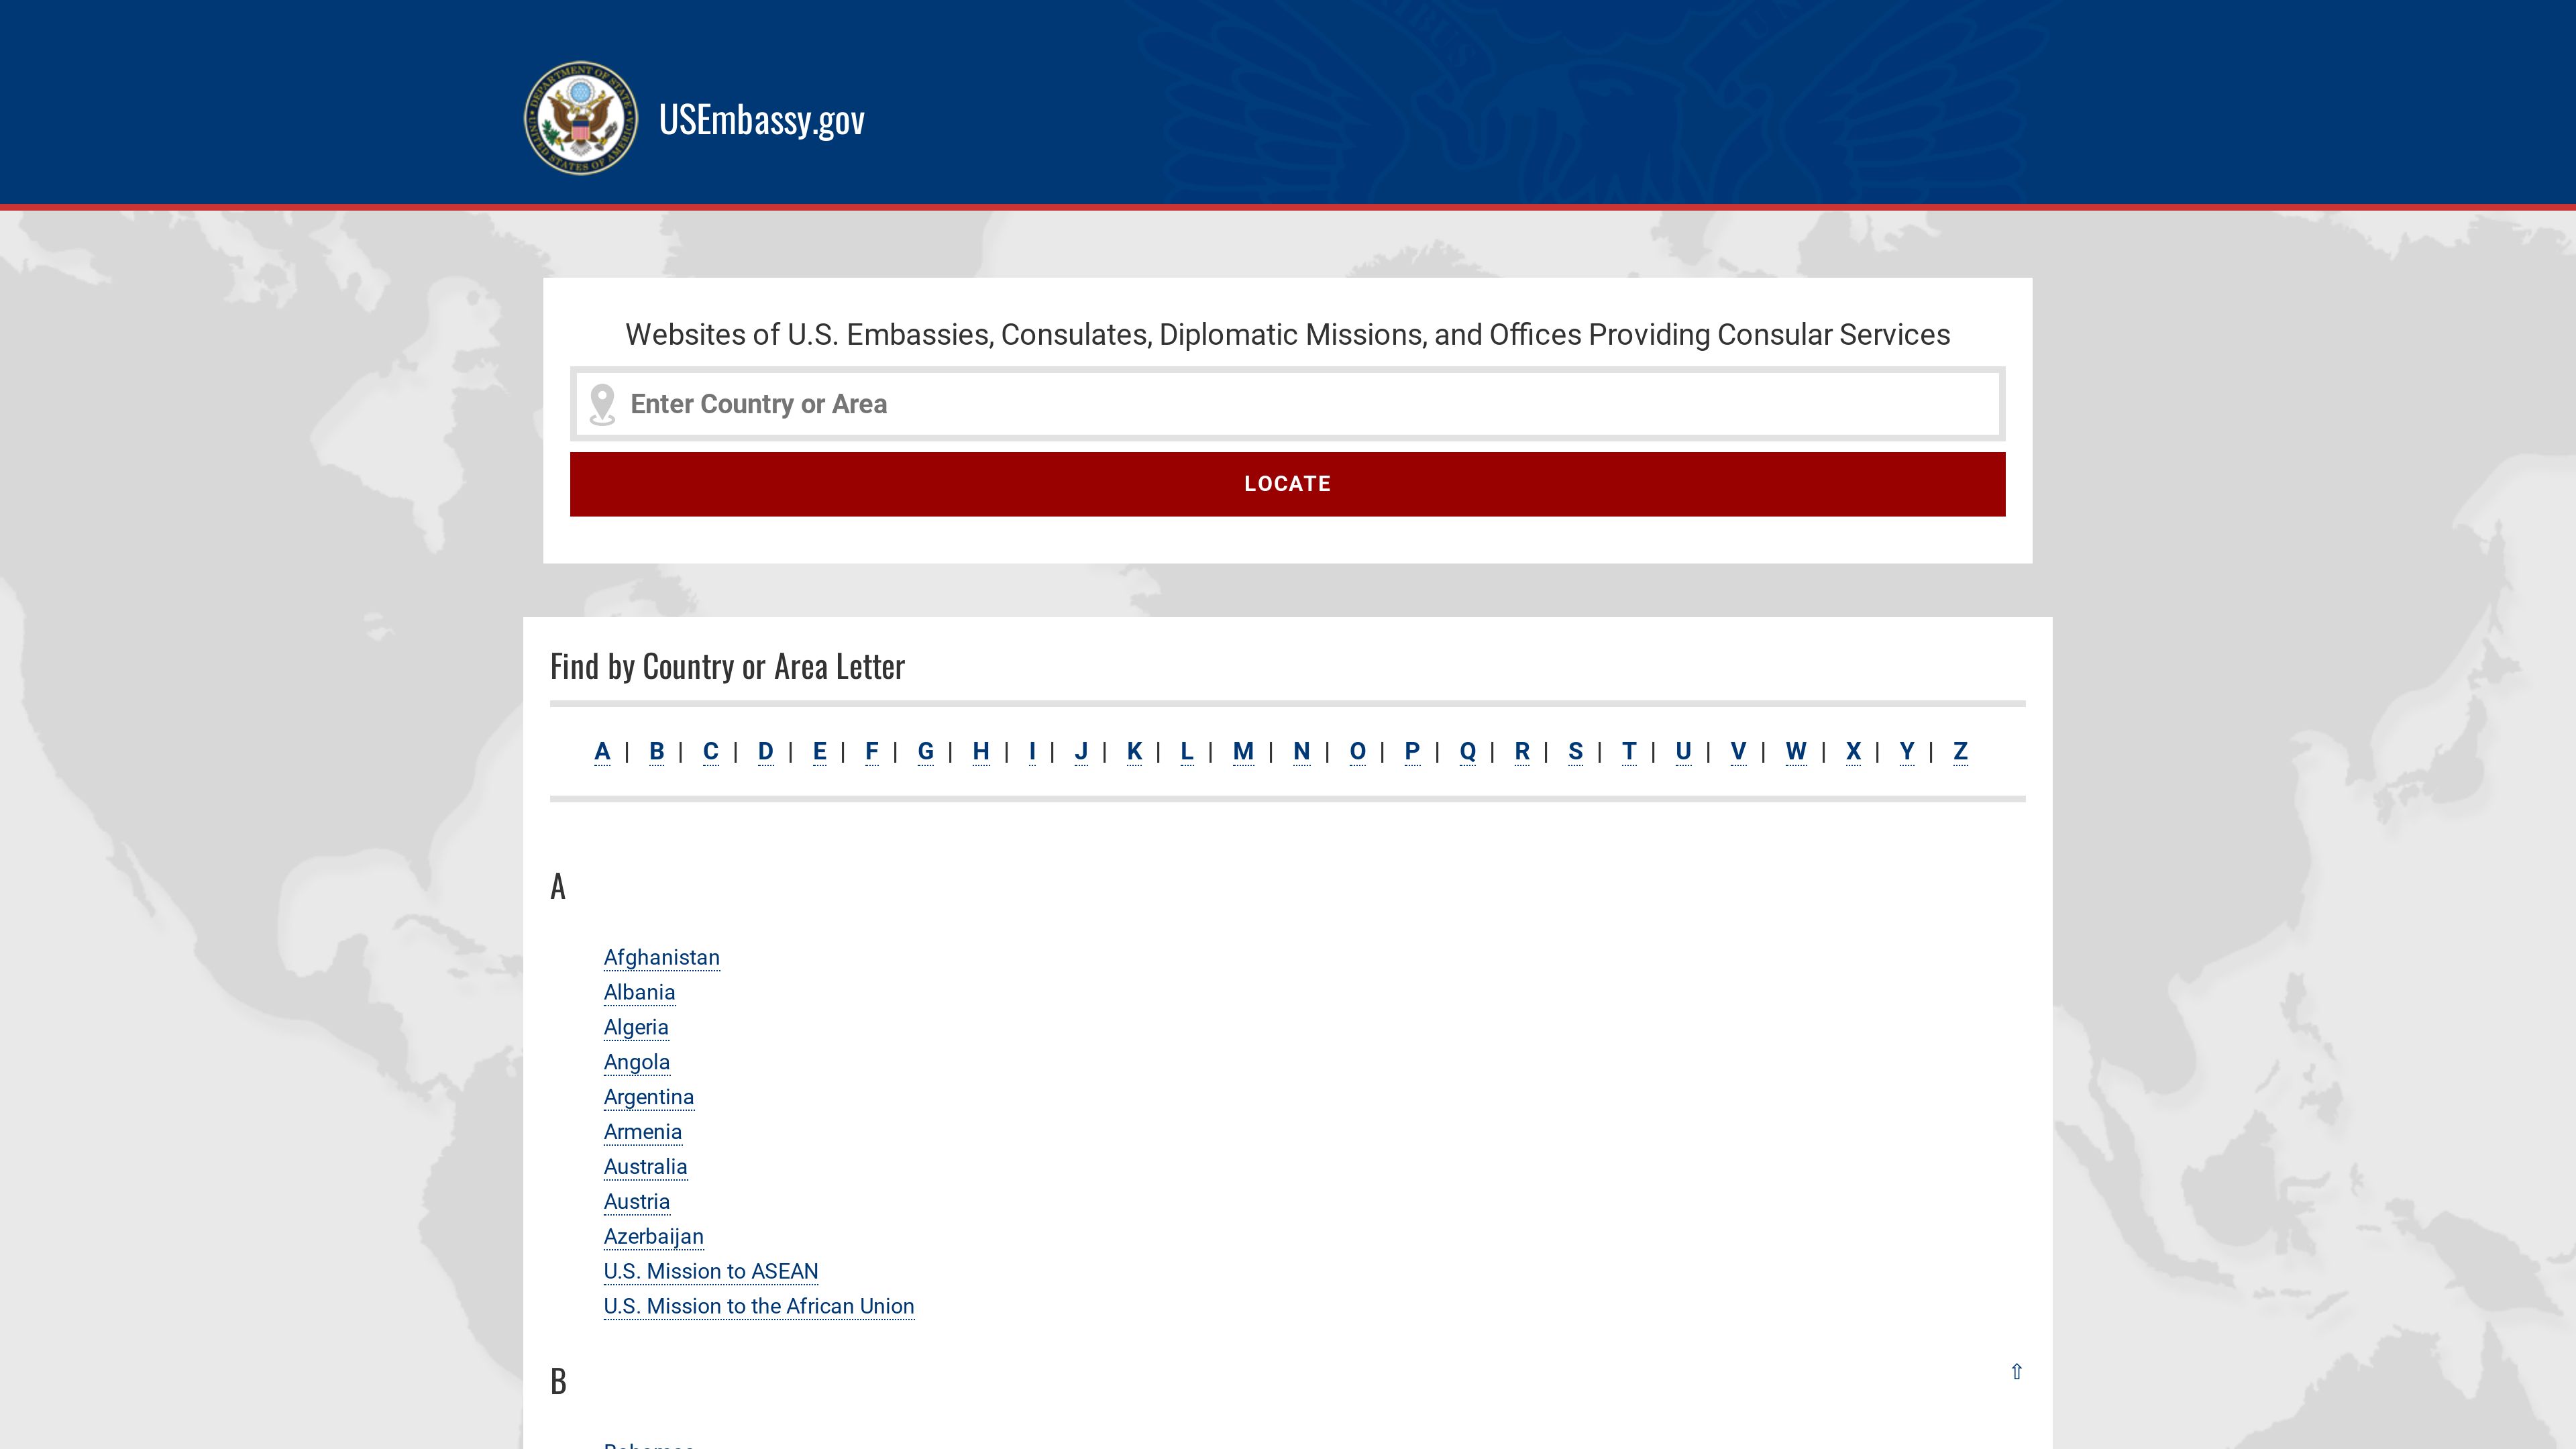 USEmbassy.gov
Websites of U.S. Embassies, Consulates, Diplomatic Missions, and Offices Providing Consular Services
Enter Country or Area
LOCATE
Find by Country or Area Letter
A | B | C | D | E | F | G | H | I | J | K | L | M | N | O | P | Q | R | S | T | U | V | W | X | Y | Z
A
Afghanistan
Albania
Algeria
Angola
Argentina
Armenia
Australia
Austria
Azerbaijan
U.S. Mission to ASEAN
U.S. Mission to the African Union
B ⇧